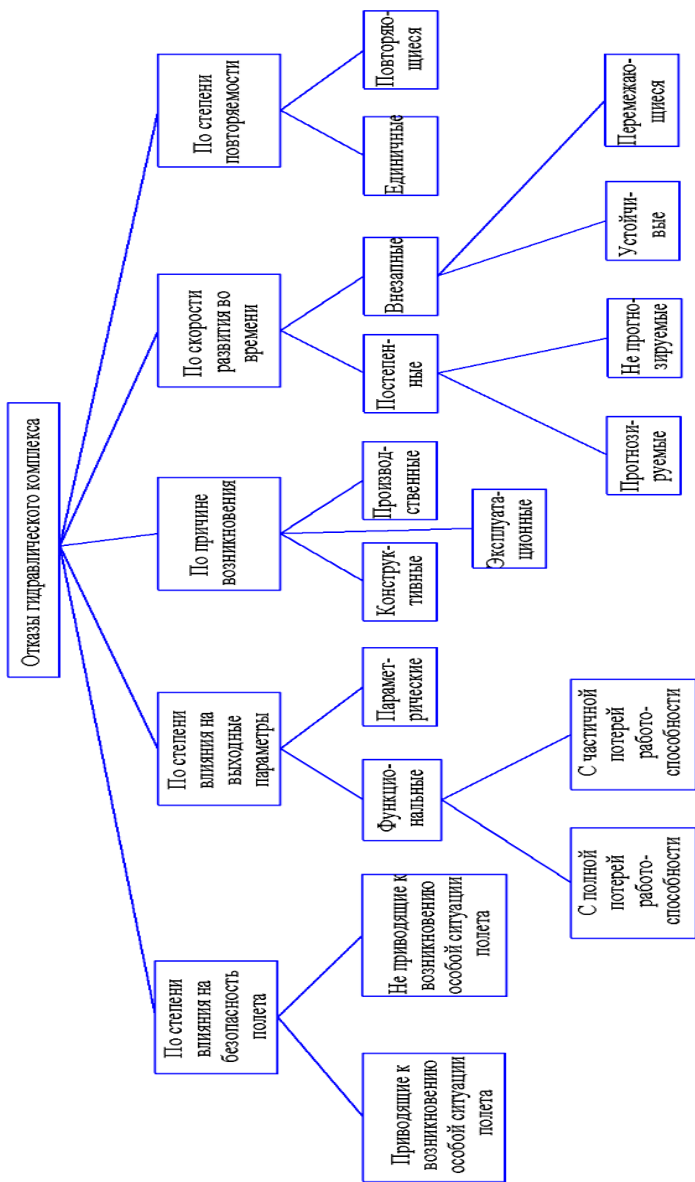 Отказы гидравлического комплекса
По степени
влияния на
безопасность
полета
По степени
влияния на
выходные
параметры
По причине
возникновения
По скорости
развития во
времени
По степени
повторяемости
Приводящие к
возникновению
особой ситуации
полета
Не приводящие к
возникновению
особой ситуации
полета
Функцио-
нальные
Парамет-
рические
Конструк-
тивные
Производ-
ственные
Постепен-
ные
Внезапные
Единичные
Повторяю-
щиеся
Эксплуата-
ционные
С полной
потерей
работо-
способности
С частичной
потерей
работо-
способности
Прогнози-
руемые
Не прогно-
зируемые
Устойчи-
вые
Перемежаю-
щиеся